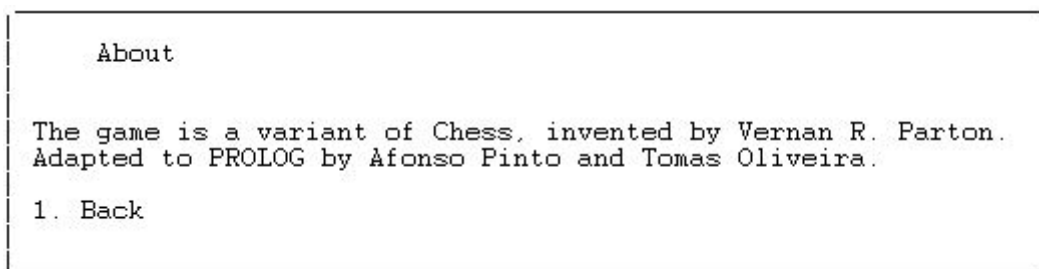 About
The game is a variant of Chess, invented by Vernan R. Parton.
Adapted to PROLOG by Afonso Pinto and Tomas Oliveira.
1. Back